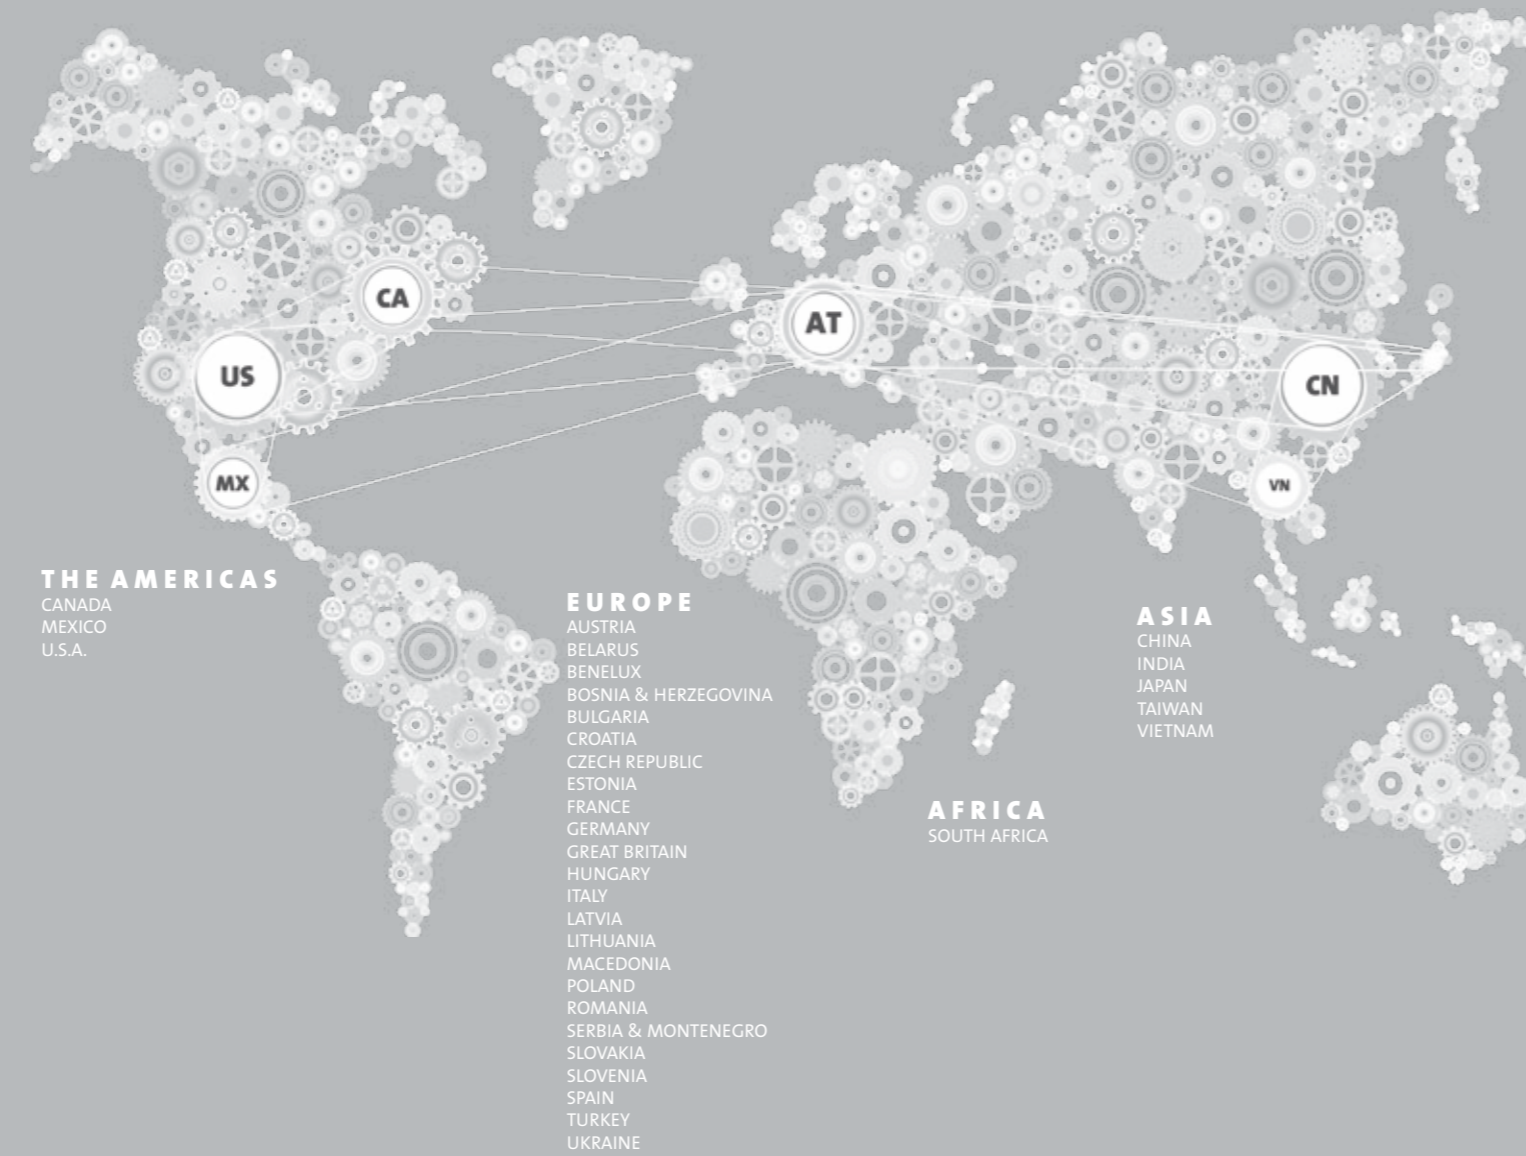 CA
US
MX
AT
CN
VN
THE AMERICAS
CANADA
MEXICO
U.S.A.
EUROPE
AUSTRIA
BELARUS
BENELUX
BOSNIA & HERZEGOVINA
BULGARIA
CROATIA
CZECH REPUBLIC
ESTONIA
FRANCE
GERMANY
GREAT BRITAIN
HUNGARY
ITALY
LATVIA
LITHUANIA
MACEDONIA
POLAND
ROMANIA
SERBIA & MONTENEGRO
SLOVAKIA
SLOVENIA
SPAIN
TURKEY
UKRAINE
AFRICA
SOUTH AFRICA
ASIA
CHINA
INDIA
JAPAN
TAIWAN
VIETNAM